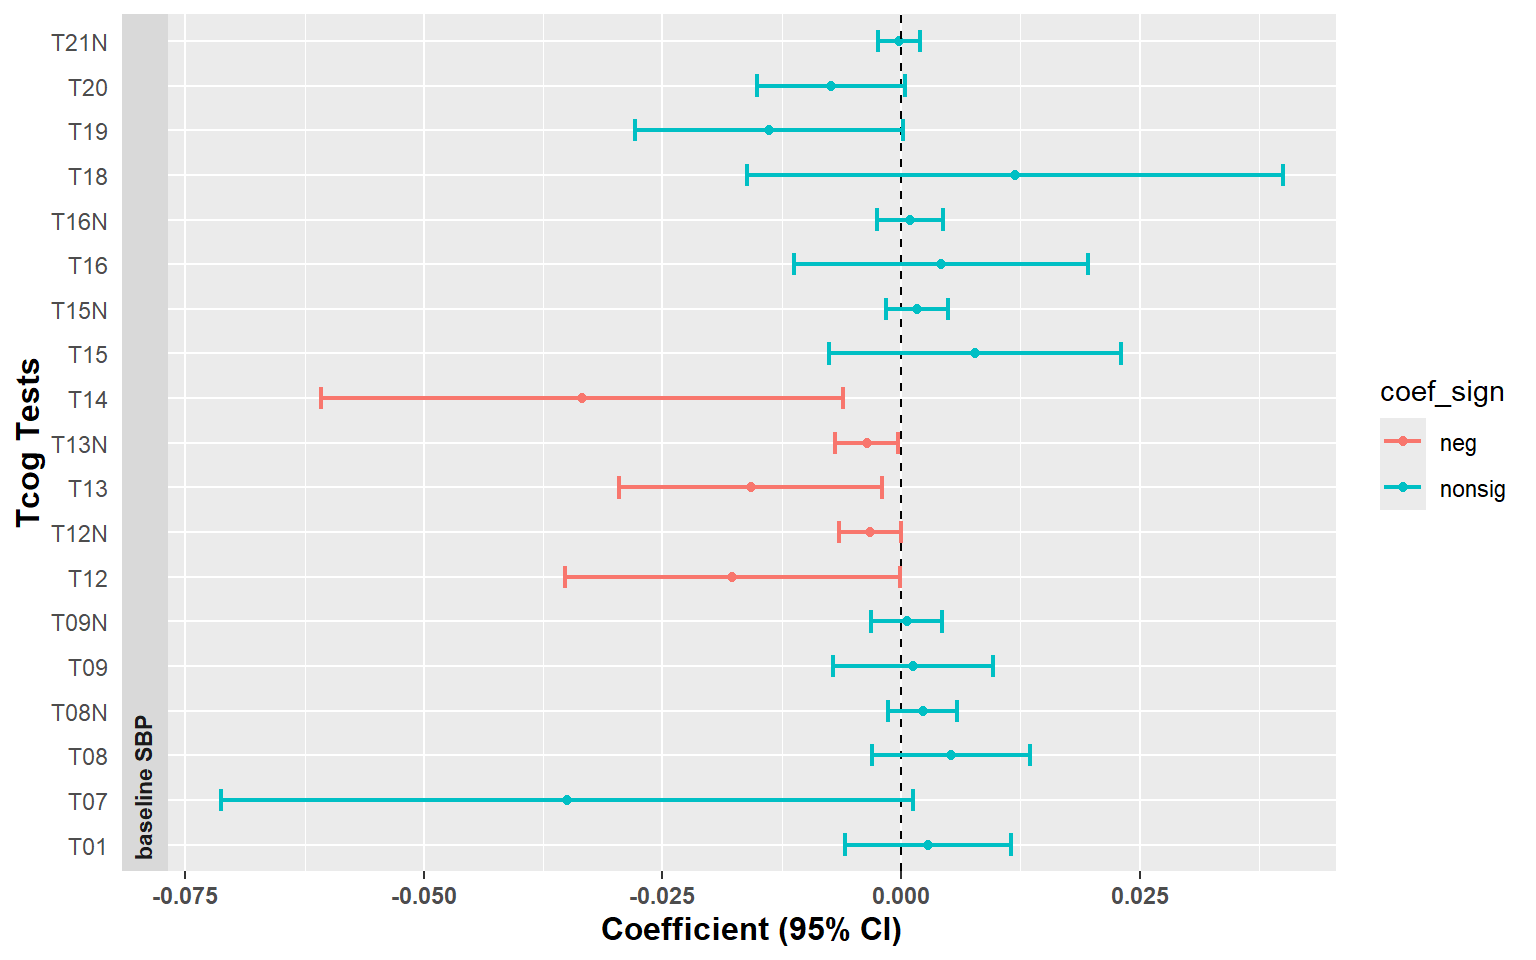 T21N
T20
T19
T18
T16N
T16
T15N
T15
T14
T13N
T13
T12N
T12
T09N
T09
T08N
T08
T07
T01
Tcog Tests
baseline SBP
-0.075 -0.050 -0.025 0.000 0.025
Coefficient (95% CI)
coef_sign
neg
nonsig